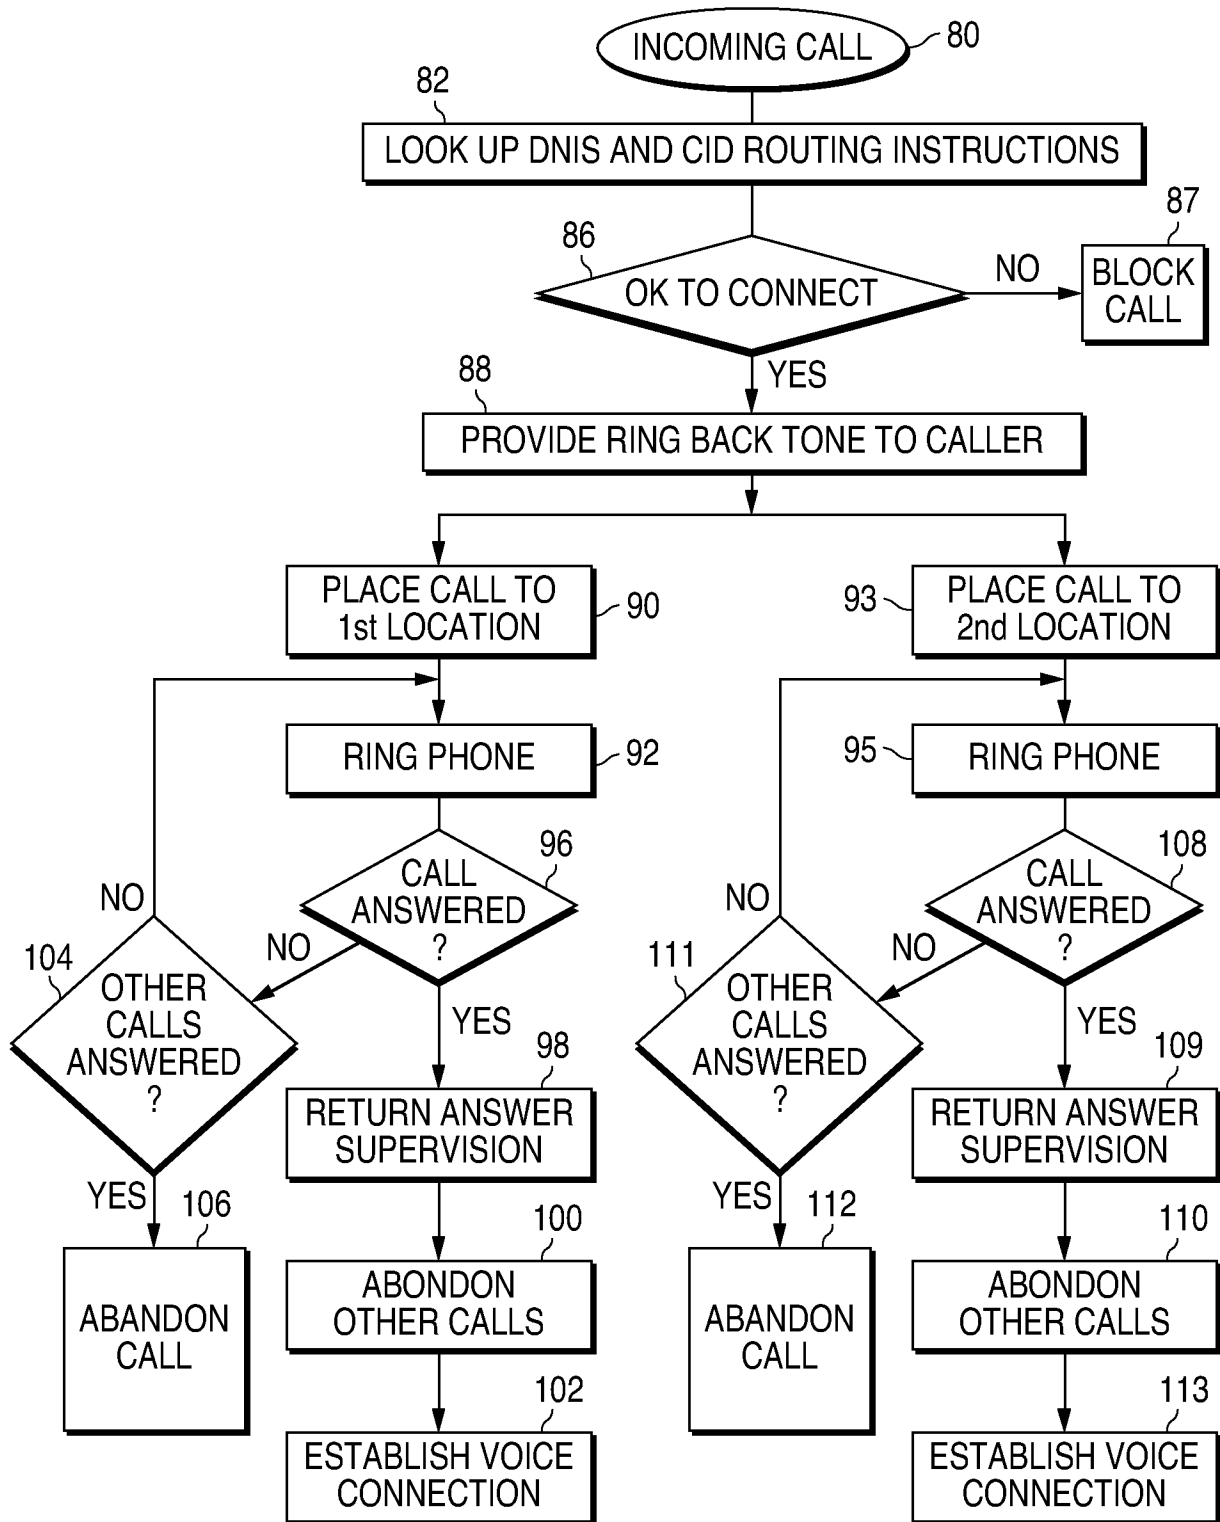 INCOMING CALL
80
82
LOOK UP DNIS AND CID ROUTING INSTRUCTIONS
86
OK TO CONNECT
NO
87
BLOCK
CALL
YES
88
PROVIDE RING BACK TONE TO CALLER
PLACE CALL TO
1st LOCATION
90
93
PLACE CALL TO
2nd LOCATION
RING PHONE
92
95
RING PHONE
96
CALL
ANSWERED
?
NO
NO
104
OTHER
CALLS
ANSWERED
?
YES
YES
98
RETURN ANSWER
SUPERVISION
106
ABANDON
CALL
100
ABONDON
OTHER CALLS
102
ESTABLISH VOICE
CONNECTION
108
CALL
ANSWERED
?
NO
NO
111
OTHER
CALLS
ANSWERED
?
YES
YES
109
RETURN ANSWER
SUPERVISION
112
ABANDON
CALL
110
ABONDON
OTHER CALLS
113
ESTABLISH VOICE
CONNECTION